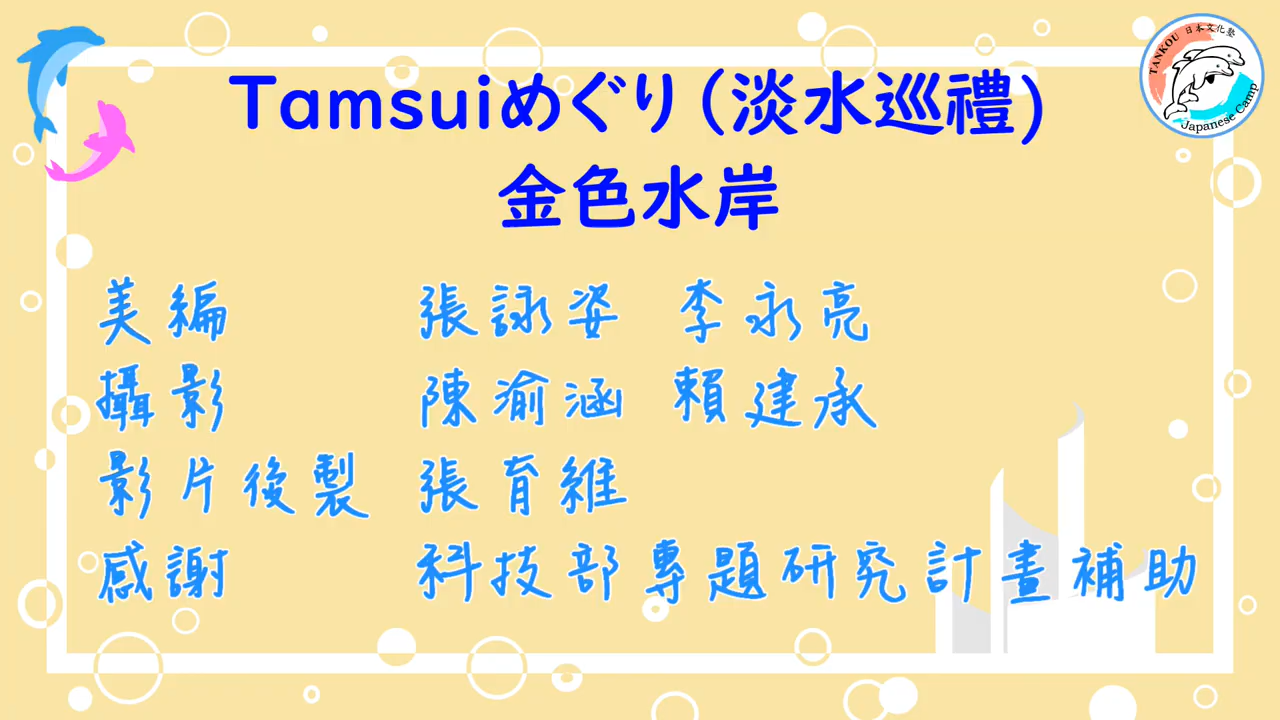 Tamsuiめぐり(淡水巡禮)
金色水岸
美編 張詠姿 李永亮
攝影 陳渝涵 賴建承
影片後製 張育維
感謝 科技部專題研究計畫補助
TANKOU 日本文化塾
Japanese Camp